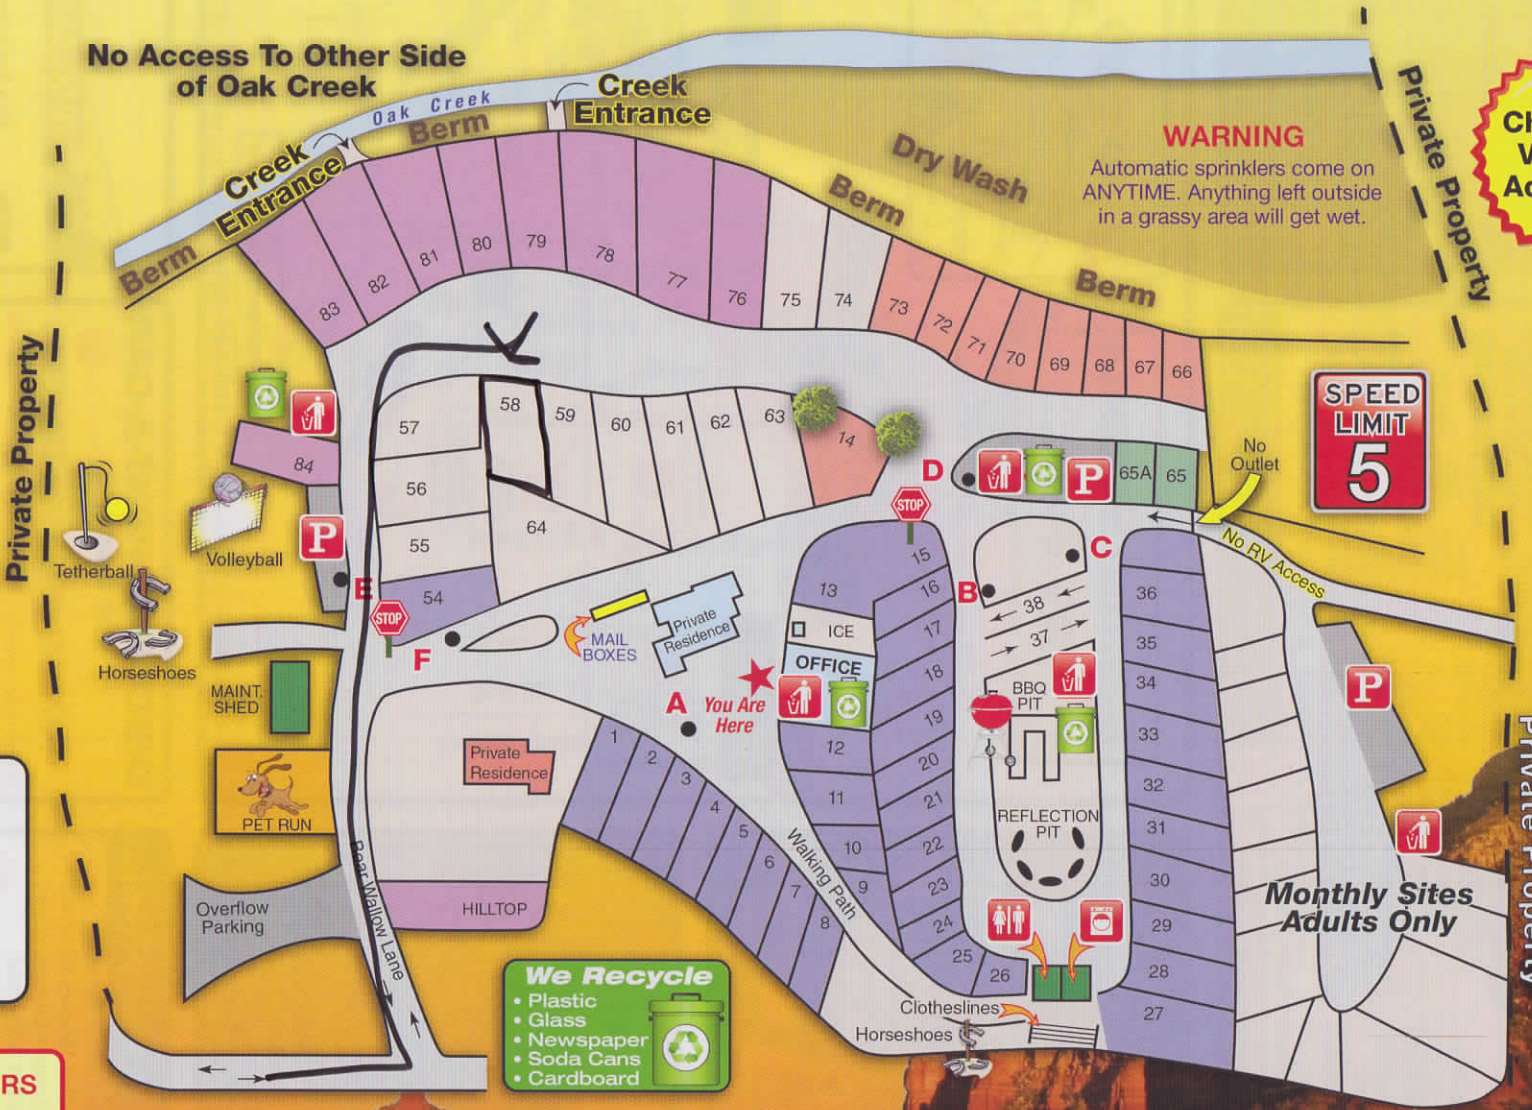 No Access To Other Side
of Oak Creek
Creek
Entrance
Oak Creek
Berm
Creek
Entrance
Berm
Dry Wash
Berm
Berm
WARNING
Automatic sprinklers come on
ANYTIME. Anything left outside
in a grassy area will get wet.
Private Property
83
82
81
80
79
78
77
76
75
74
73
72
71
70
69
68
67
66
SPEED
LIMIT
5
No
Outlet
No RV Access
Private Property
57
58
59
60
61
62
63
14
56
55
64
54
84
P
Volleyball
Tetherball
Horseshoes
E
STOP
F
MAIL
BOXES
Private
Residence
D
STOP
P
65A
65
B
C
13
ICE
OFFICE
A
You Are
Here
15
16
17
18
19
20
21
22
23
24
25
26
12
11
10
9
38
37
BBQ
PIT
REFLECTION
PIT
36
35
34
33
32
31
30
29
28
27
P
Monthly Sites
Adults Only
Private Property
MAINT.
SHED
PET RUN
Private
Residence
HILLTOP
1
2
3
4
5
6
7
8
Walking Path
Overflow
Parking
Bear Wallow Lane
We Recycle
• Plastic
• Glass
• Newspaper
• Soda Cans
• Cardboard
Clotheslines
Horseshoes
RS